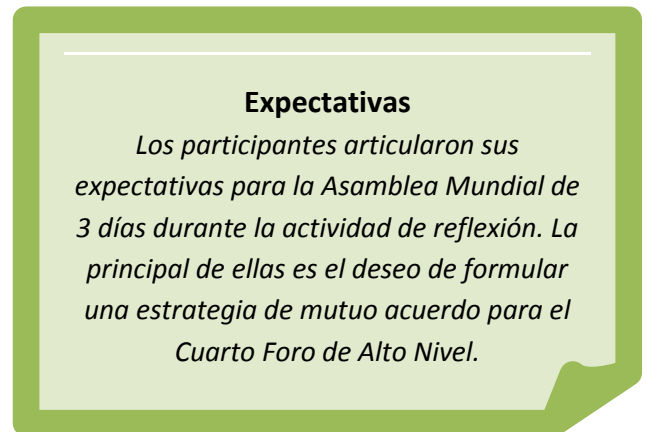 Expectativas
Los participantes articularon sus
expectativas para la Asamblea Mundial de
3 días durante la actividad de reflexión. La
principal de ellas es el deseo de formular
una estrategia de mutuo acuerdo para el
Cuarto Foro de Alto Nivel.